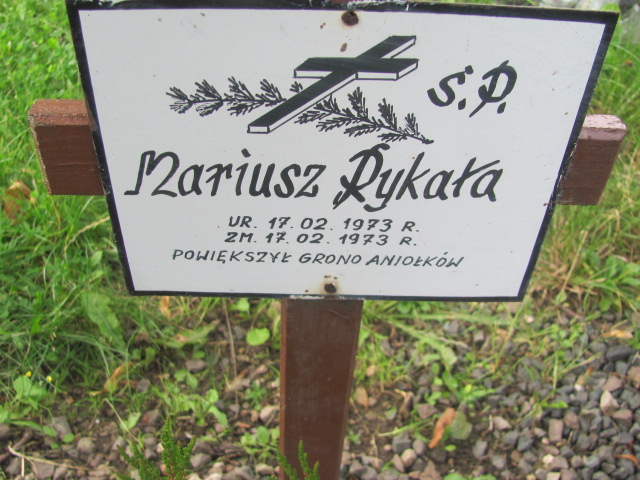 Ś.P.
Mariusz Rykała
UR. 17. 02. 1973 R.
ZM. 17. 02. 1973 R.
POWIĘKSZYŁ GRONO ANIOŁKÓW